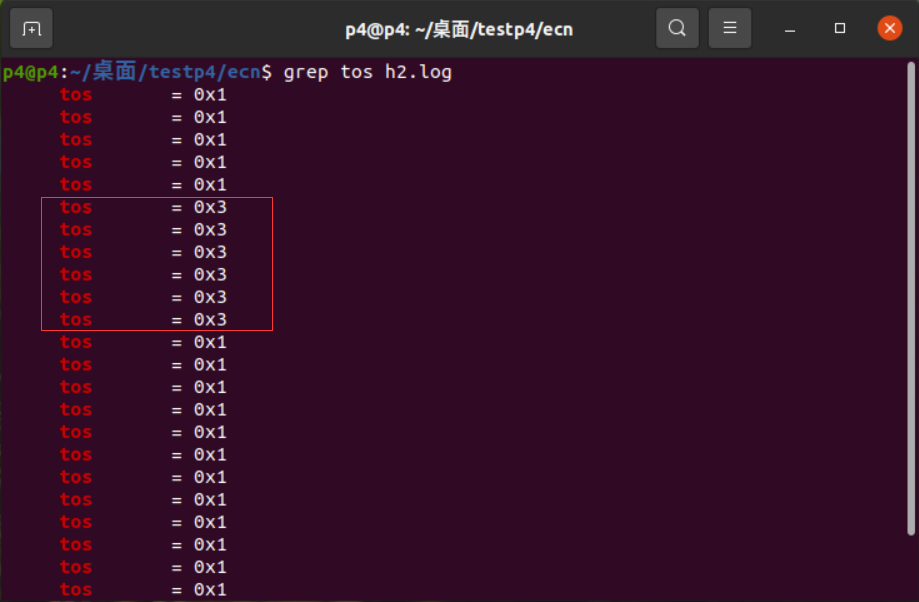 p4@p4: ~/桌面/testp4/ecn
p4@p4:~/桌面/testp4/ecn$ grep tos h2.log
tos = 0x1
tos = 0x1
tos = 0x1
tos = 0x1
tos = 0x1
tos = 0x3
tos = 0x3
tos = 0x3
tos = 0x3
tos = 0x3
tos = 0x3
tos = 0x1
tos = 0x1
tos = 0x1
tos = 0x1
tos = 0x1
tos = 0x1
tos = 0x1
tos = 0x1
tos = 0x1
tos = 0x1
tos = 0x1
tos = 0x1